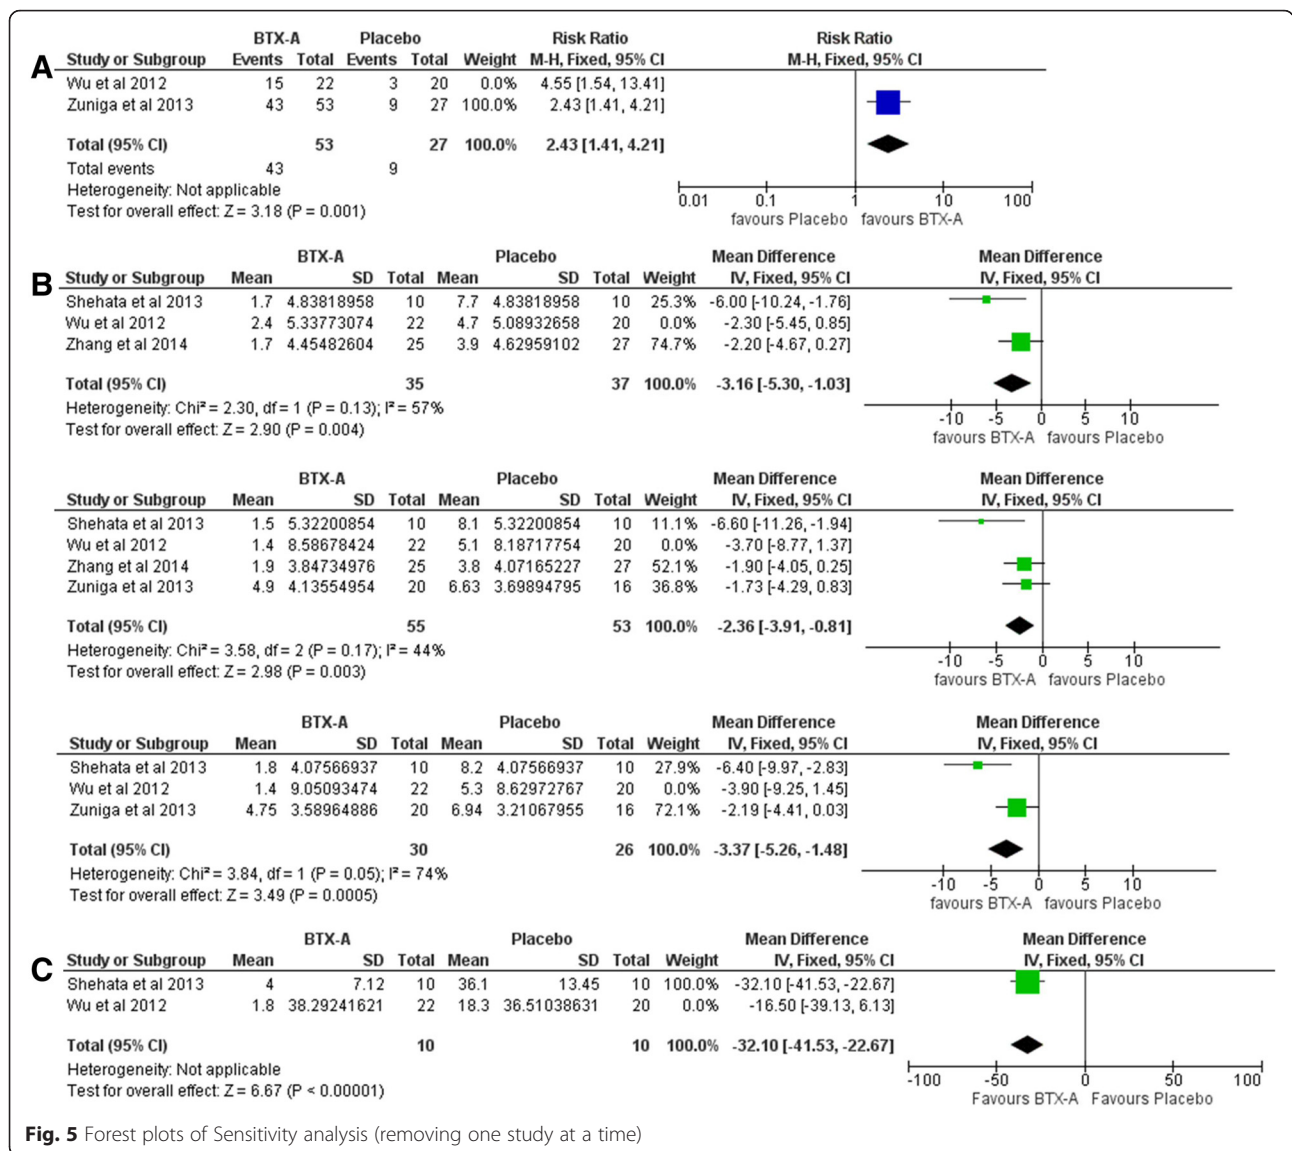 A
BTX-A Placebo Risk Ratio Risk Ratio
Study or Subgroup Events Total Events Total Weight M-H, Fixed, 95% CI M-H, Fixed, 95% CI
Wu et al 2012 15 22 3 20 0.0% 4.55 [1.54, 13.41]
Zuniga et al 2013 43 53 9 27 100.0% 2.43 [1.41, 4.21]
Total (95% CI) 53 27 100.0% 2.43 [1.41, 4.21]
Total events 43 9
Heterogeneity: Not applicable
Test for overall effect: Z = 3.18 (P = 0.001)
0.01 0.1 1 10 100
favours Placebo favours BTX-A
B
BTX-A Placebo Mean Difference Mean Difference
Study or Subgroup Mean SD Total Mean SD Total Weight IV, Fixed, 95% CI IV, Fixed, 95% CI
Shehata et al 2013 1.7 4.83818958 10 7.7 4.83818958 10 25.3% -6.00 [-10.24, -1.76]
Wu et al 2012 2.4 5.33773074 22 4.7 5.08932658 20 0.0% -2.30 [-5.45, 0.85]
Zhang et al 2014 1.7 4.45482604 25 3.9 4.62959102 27 74.7% -2.20 [-4.67, 0.27]
Total (95% CI) 35 37 100.0% -3.16 [-5.30, -1.03]
Heterogeneity: Chi² = 2.30, df = 1 (P = 0.13); I² = 57%
Test for overall effect: Z = 2.90 (P = 0.004)
-10 -5 0 5 10
favours BTX-A favours Placebo
BTX-A Placebo Mean Difference Mean Difference
Study or Subgroup Mean SD Total Mean SD Total Weight IV, Fixed, 95% CI IV, Fixed, 95% CI
Shehata et al 2013 1.5 5.32200854 10 8.1 5.32200854 10 11.1% -6.60 [-11.26, -1.94]
Wu et al 2012 1.4 8.58678424 22 5.1 8.18717754 20 0.0% -3.70 [-8.77, 1.37]
Zhang et al 2014 1.9 3.84734976 25 3.8 4.07165227 27 52.1% -1.90 [-4.05, 0.25]
Zuniga et al 2013 4.9 4.13554954 20 6.63 3.69894795 16 36.8% -1.73 [-4.29, 0.83]
Total (95% CI) 55 53 100.0% -2.36 [-3.91, -0.81]
Heterogeneity: Chi² = 3.58, df = 2 (P = 0.17); I² = 44%
Test for overall effect: Z = 2.98 (P = 0.003)
-10 -5 0 5 10
favours BTX-A favours Placebo
BTX-A Placebo Mean Difference Mean Difference
Study or Subgroup Mean SD Total Mean SD Total Weight IV, Fixed, 95% CI IV, Fixed, 95% CI
Shehata et al 2013 1.8 4.07566937 10 8.2 4.07566937 10 27.9% -6.40 [-9.97, -2.83]
Wu et al 2012 1.4 9.05093474 22 5.3 8.62972767 20 0.0% -3.90 [-9.25, 1.45]
Zuniga et al 2013 4.75 3.58964886 20 6.94 3.21067955 16 72.1% -2.19 [-4.41, 0.03]
Total (95% CI) 30 26 100.0% -3.37 [-5.26, -1.48]
Heterogeneity: Chi² = 3.84, df = 1 (P = 0.05); I² = 74%
Test for overall effect: Z = 3.49 (P = 0.0005)
-10 -5 0 5 10
favours BTX-A favours Placebo
C
BTX-A Placebo Mean Difference Mean Difference
Study or Subgroup Mean SD Total Mean SD Total Weight IV, Fixed, 95% CI IV, Fixed, 95% CI
Shehata et al 2013 4 7.12 10 36.1 13.45 10 100.0% -32.10 [-41.53, -22.67]
Wu et al 2012 1.8 38.29241621 22 18.3 36.51038631 20 0.0% -16.50 [-39.13, 6.13]
Total (95% CI) 10 10 100.0% -32.10 [-41.53, -22.67]
Heterogeneity: Not applicable
Test for overall effect: Z = 6.67 (P < 0.00001)
-100 -50 0 50 100
Favours BTX-A Favours Placebo
Fig. 5 Forest plots of Sensitivity analysis (removing one study at a time)